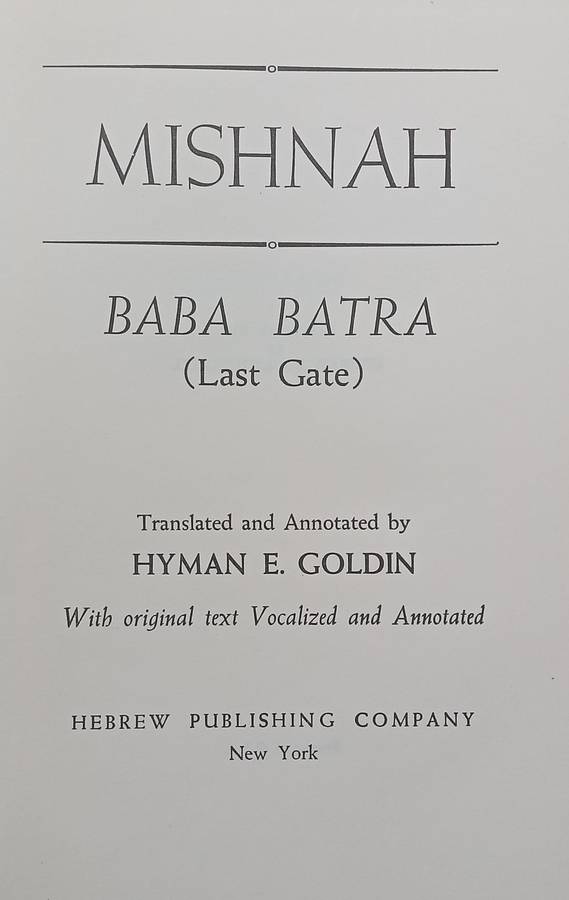 MISHNAH
BABA BATRA
(Last Gate)
Translated and Annotated by
HYMAN E. GOLDIN
With original text Vocalized and Annotated
HEBREW PUBLISHING COMPANY
New York